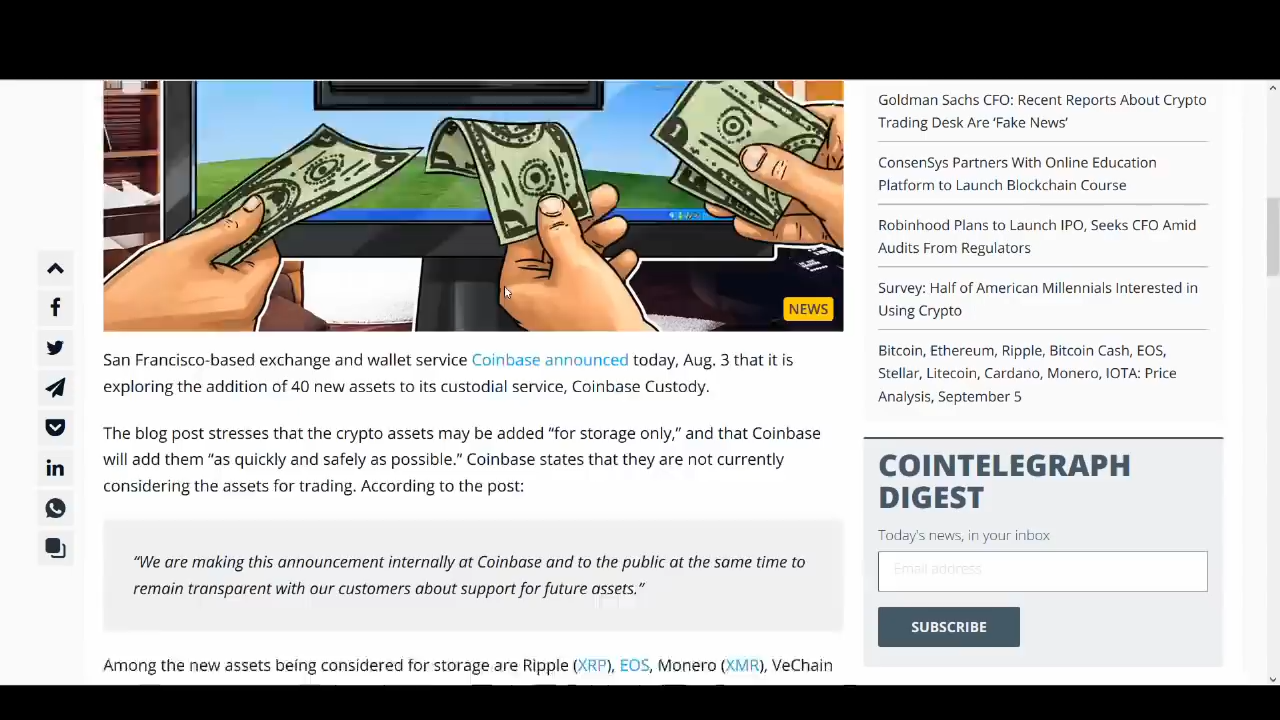 NEWS
San Francisco-based exchange and wallet service Coinbase announced today, Aug. 3 that it is
exploring the addition of 40 new assets to its custodial service, Coinbase Custody.
The blog post stresses that the crypto assets may be added “for storage only,” and that Coinbase
will add them “as quickly and safely as possible.” Coinbase states that they are not currently
considering the assets for trading. According to the post:
“We are making this announcement internally at Coinbase and to the public at the same time to
remain transparent with our customers about support for future assets.”
Among the new assets being considered for storage are Ripple (XRP), EOS, Monero (XMR), VeChain
Goldman Sachs CFO: Recent Reports About Crypto
Trading Desk Are ‘Fake News’
ConsenSys Partners With Online Education
Platform to Launch Blockchain Course
Robinhood Plans to Launch IPO, Seeks CFO Amid
Audits From Regulators
Survey: Half of American Millennials Interested in
Using Crypto
Bitcoin, Ethereum, Ripple, Bitcoin Cash, EOS,
Stellar, Litecoin, Cardano, Monero, IOTA: Price
Analysis, September 5
COINTELEGRAPH
DIGEST
Today's news, in your inbox
Email address
SUBSCRIBE